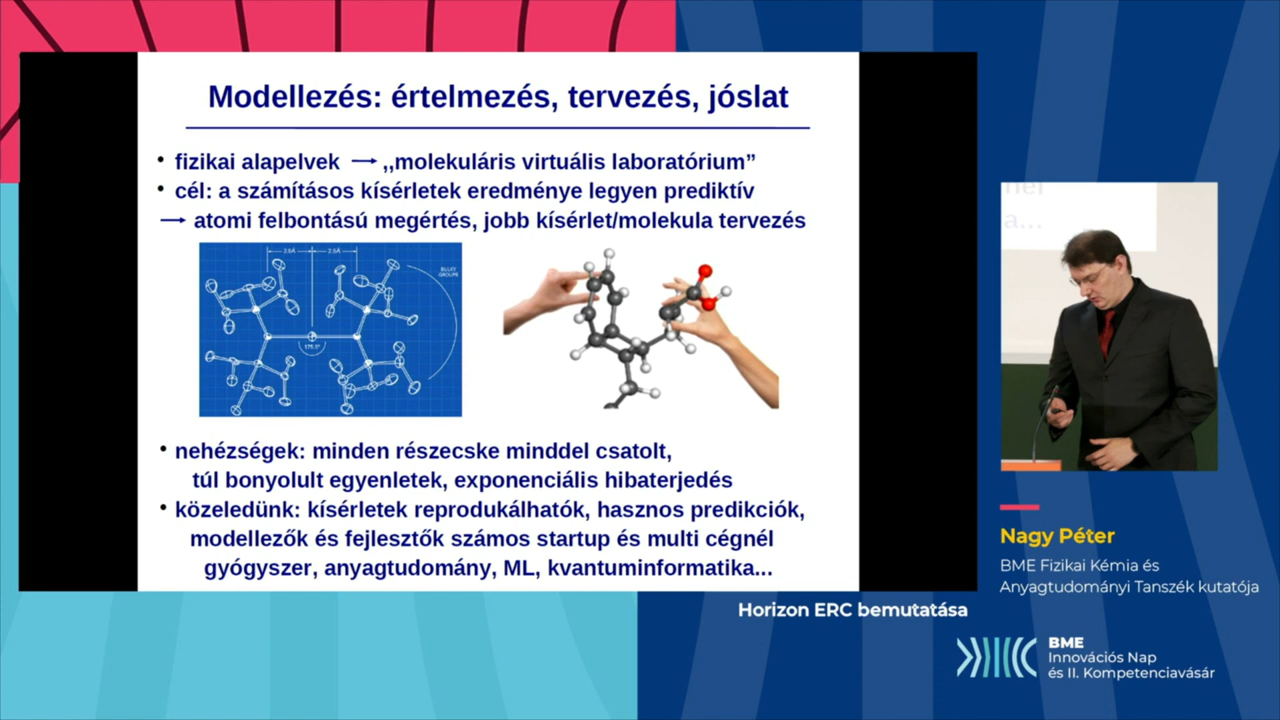 Modellezés: értelmezés, tervezés, jóslat
• fizikai alapelvek → ,,molekuláris virtuális laboratórium”
• cél: a számításos kísérletek eredménye legyen prediktív
→ atomi felbontású megértés, jobb kísérlet/molekula tervezés
BULKY
GROUPS
• nehézségek: minden részecske minddel csatolt,
túl bonyolult egyenletek, exponenciális hibaterjedés
• közeledünk: kísérletek reprodukálhatók, hasznos predikciók,
modellezők és fejlesztők számos startup és multi cégnél
gyógyszer, anyagtudomány, ML, kvantuminformatika...
a...
Nagy Péter
BME Fizikai Kémia és
Anyagtudományi Tanszék kutatója
Horizon ERC bemutatása
BME
Innovációs Nap
és II. Kompetenciavásár